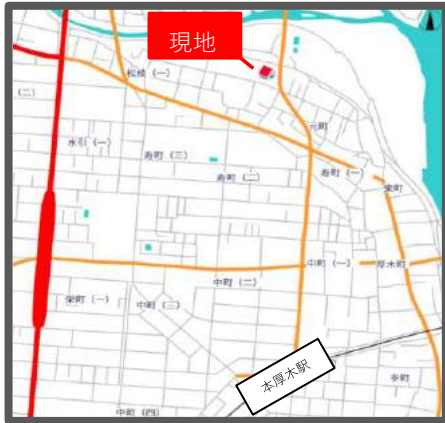 現地
松枝 (一)
(二)
元町
水引 (一)
寿町 (三)
寿町 (二)
寿町 (一)
東町
中町 (一)
厚木町
中町 (二)
栄町 (一)
中町 (三)
本厚木駅
幸町
中町 (四)